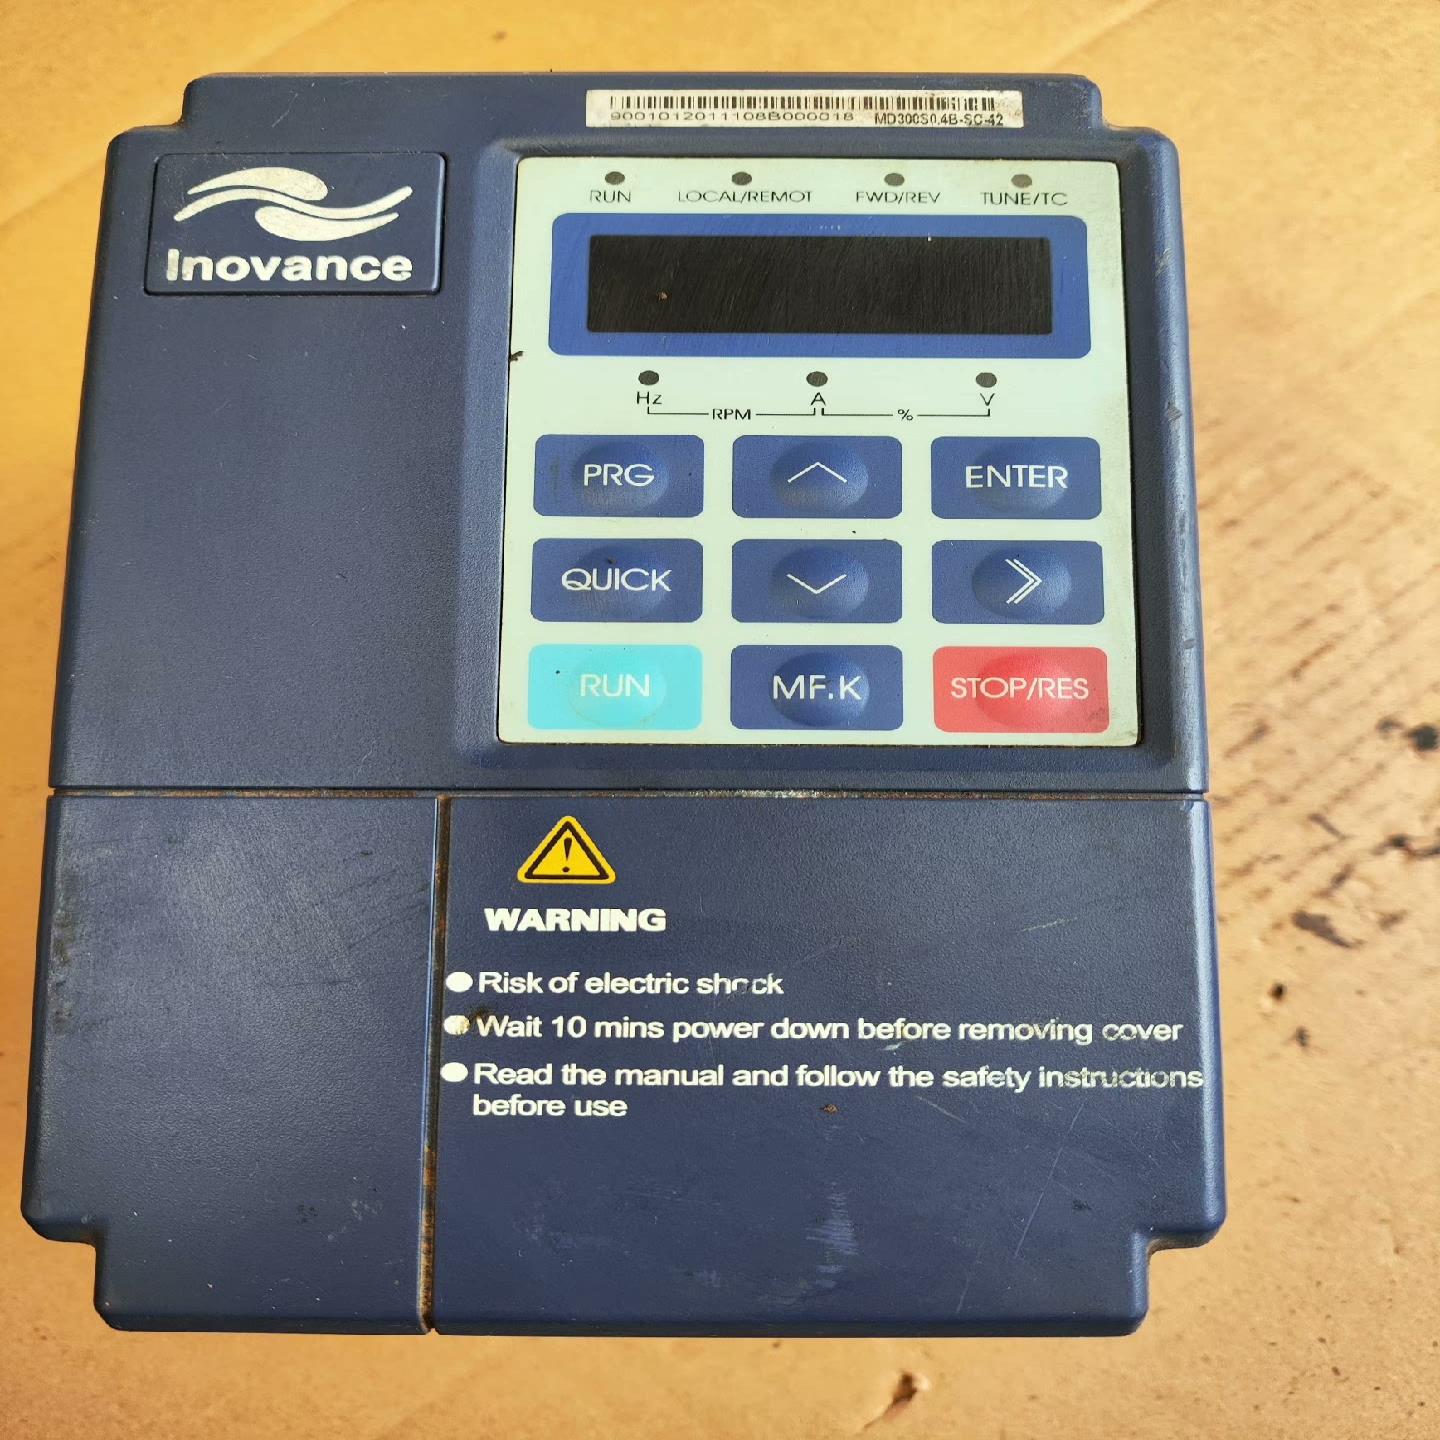 9001012011108B000018 MD300S0.4B-SC-42
Inovance
RUN LOCAL/REMOT FWD/REV TUNE/TC
Hz A V
RPM %
PRG ENTER
QUICK
RUN MF.K STOP/RES
WARNING
Risk of electric shock
Wait 10 mins power down before removing cover
Read the manual and follow the safety instructions
before use